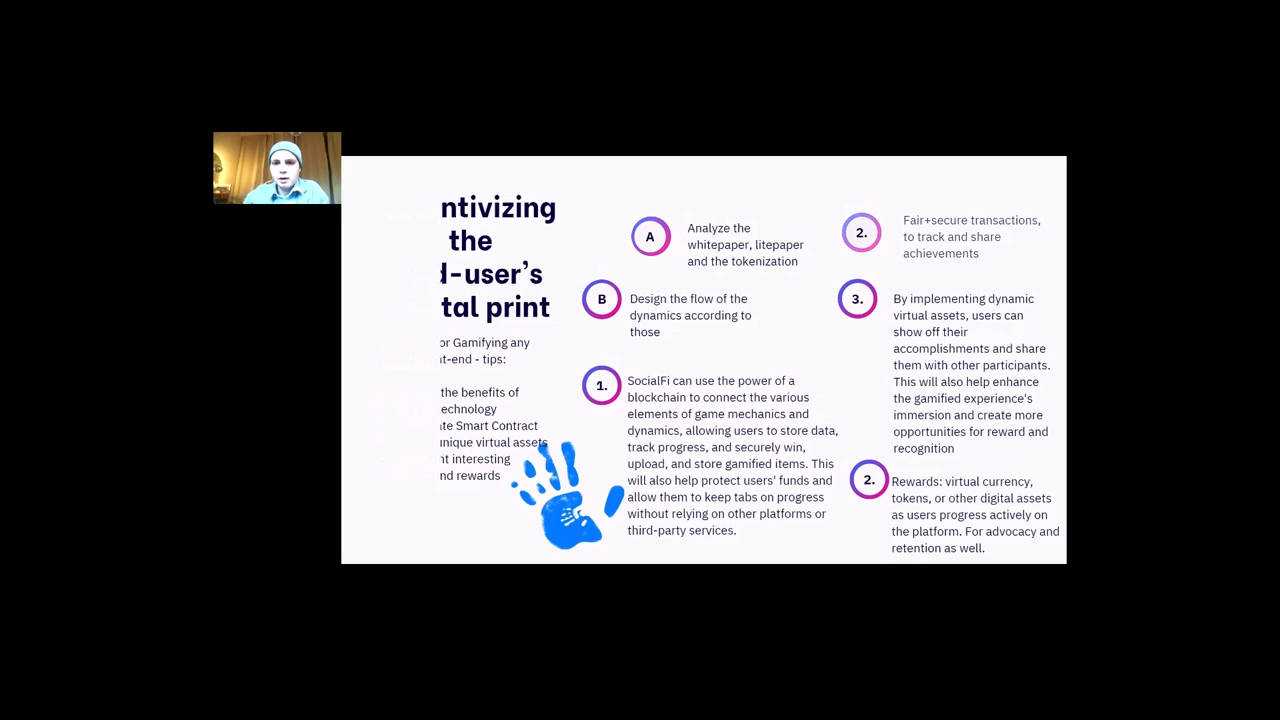 ntivizing
the
d-user's
tal print
or Gamifying any
nt-end - tips:
the benefits of
echnology
ate Smart Contract
unique virtual assets
nt interesting
nd rewards
A
Analyze the
whitepaper, litepaper
and the tokenization
B
Design the flow of the
dynamics according to
those
1.
SocialFi can use the power of a
blockchain to connect the various
elements of game mechanics and
dynamics, allowing users to store data,
track progress, and securely win,
upload, and store gamified items. This
will also help protect users' funds and
allow them to keep tabs on progress
without relying on other platforms or
third-party services.
2.
Fair+secure transactions,
to track and share
achievements
3.
By implementing dynamic
virtual assets, users can
show off their
accomplishments and share
them with other participants.
This will also help enhance
the gamified experience's
immersion and create more
opportunities for reward and
recognition
2.
Rewards: virtual currency,
tokens, or other digital assets
as users progress actively on
the platform. For advocacy and
retention as well.